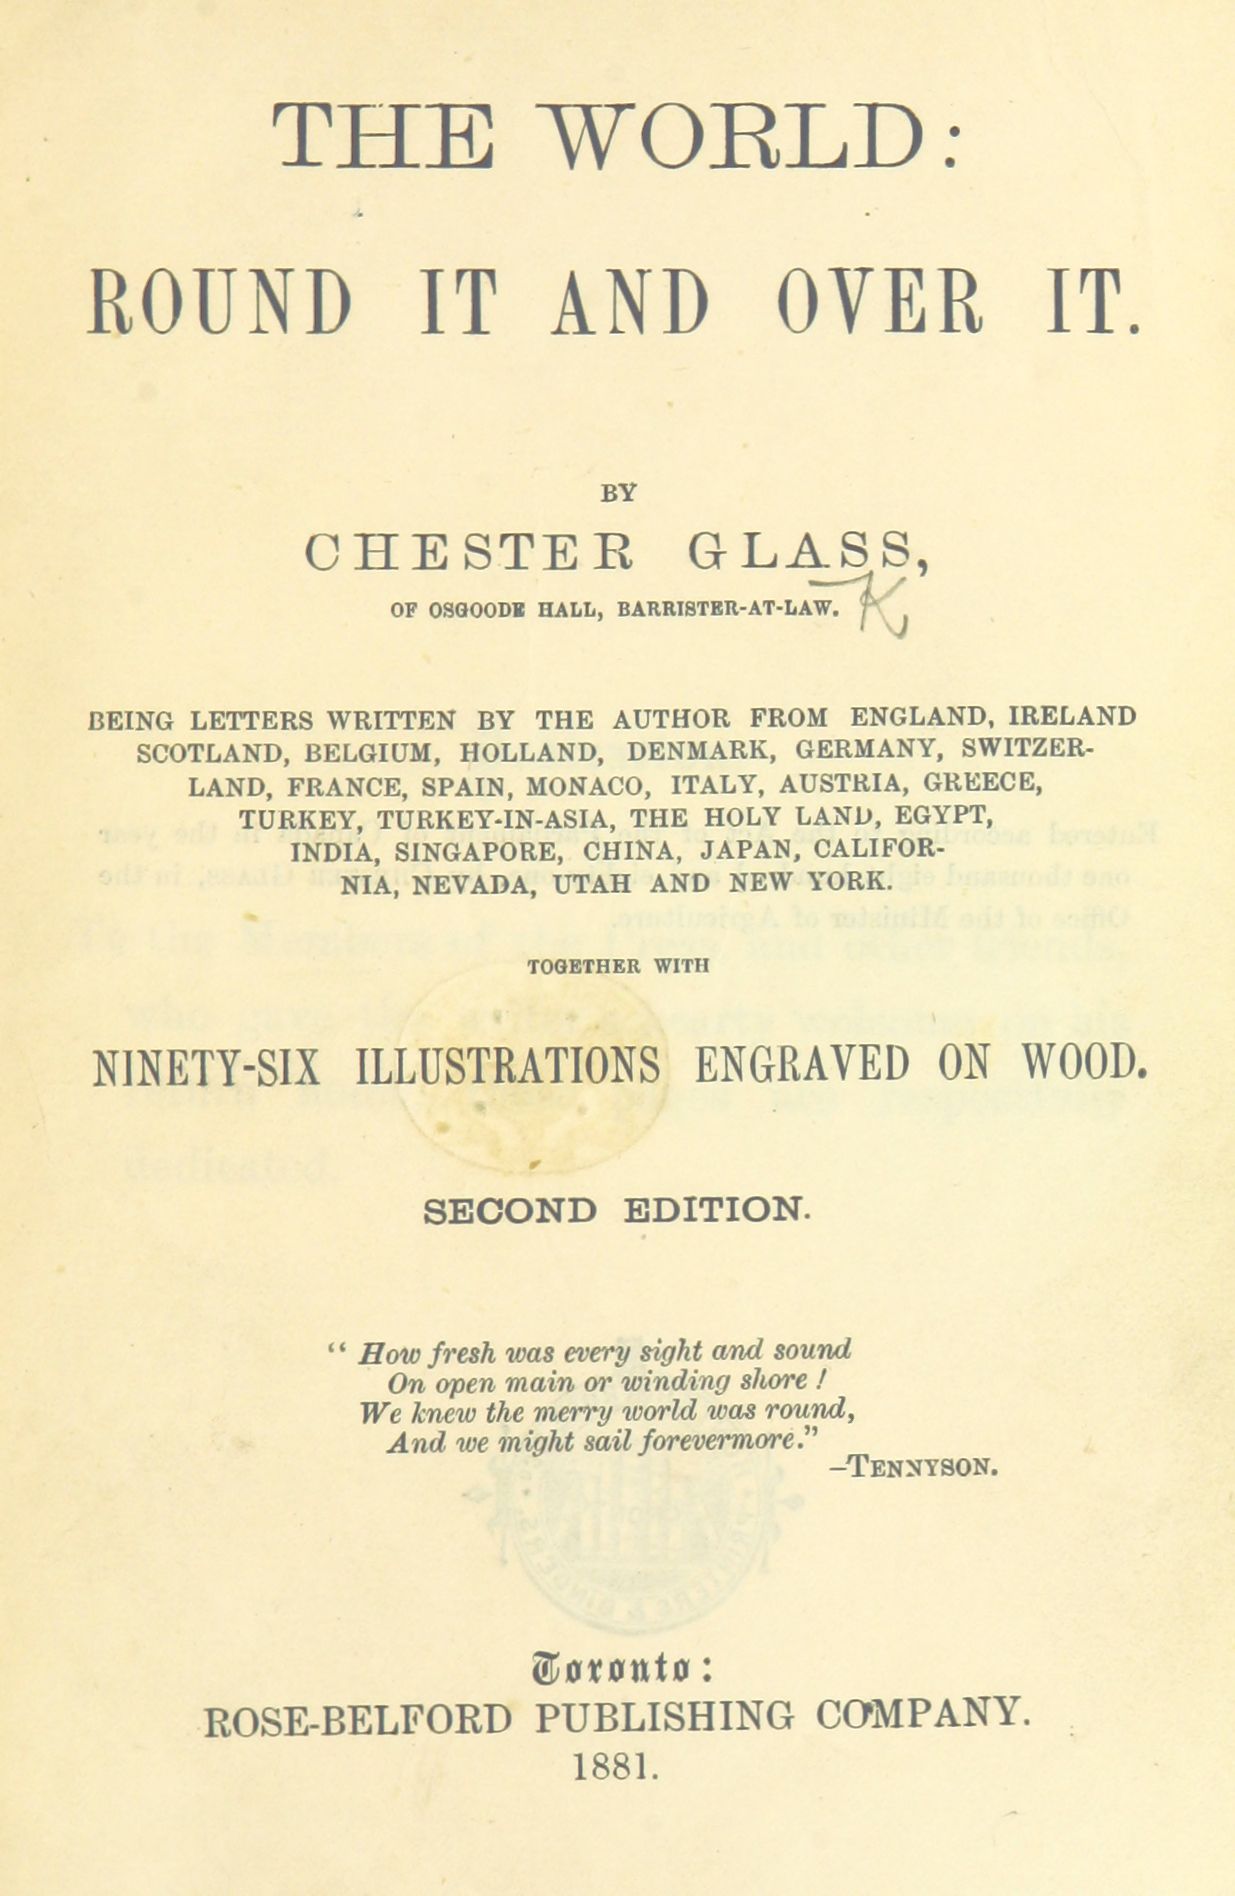 THE WORLD:
ROUND IT AND OVER IT.
BY
CHESTER GLASS,
OF OSGOODE HALL, BARRISTER-AT-LAW.
K
BEING LETTERS WRITTEN BY THE AUTHOR FROM ENGLAND, IRELAND
SCOTLAND, BELGIUM, HOLLAND, DENMARK, GERMANY, SWITZER-
LAND, FRANCE, SPAIN, MONACO, ITALY, AUSTRIA, GREECE,
TURKEY, TURKEY-IN-ASIA, THE HOLY LAND, EGYPT,
INDIA, SINGAPORE, CHINA, JAPAN, CALIFOR-
NIA, NEVADA, UTAH AND NEW YORK.
TOGETHER WITH
NINETY-SIX ILLUSTRATIONS ENGRAVED ON WOOD.
SECOND EDITION.
“ How fresh was every sight and sound
On open main or winding shore !
We knew the merry world was round,
And we might sail forevermore.”
–TENNYSON.
Toronto:
ROSE-BELFORD PUBLISHING COMPANY.
1881.